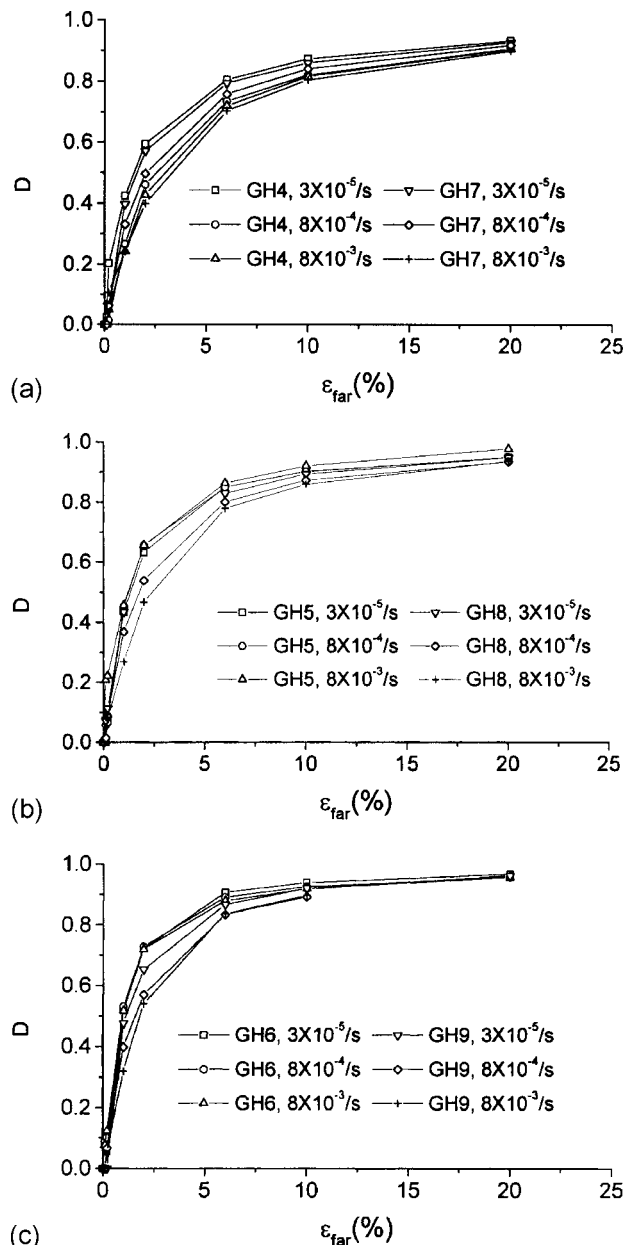 1.0
0.8
0.6
0.4
0.2
0.0
D
GH4, 3X10⁻⁵/s GH7, 3X10⁻⁵/s
GH4, 8X10⁻⁴/s GH7, 8X10⁻⁴/s
GH4, 8X10⁻³/s GH7, 8X10⁻³/s
0 5 10 15 20 25
(a) ε_far(%)
1.0
0.8
0.6
0.4
0.2
0.0
D
GH5, 3X10⁻⁵/s GH8, 3X10⁻⁵/s
GH5, 8X10⁻⁴/s GH8, 8X10⁻⁴/s
GH5, 8X10⁻³/s GH8, 8X10⁻³/s
0 5 10 15 20 25
(b) ε_far(%)
1.0
0.8
0.6
0.4
0.2
0.0
D
GH6, 3X10⁻⁵/s GH9, 3X10⁻⁵/s
GH6, 8X10⁻⁴/s GH9, 8X10⁻⁴/s
GH6, 8X10⁻³/s GH9, 8X10⁻³/s
0 5 10 15 20 25
(c) ε_far(%)